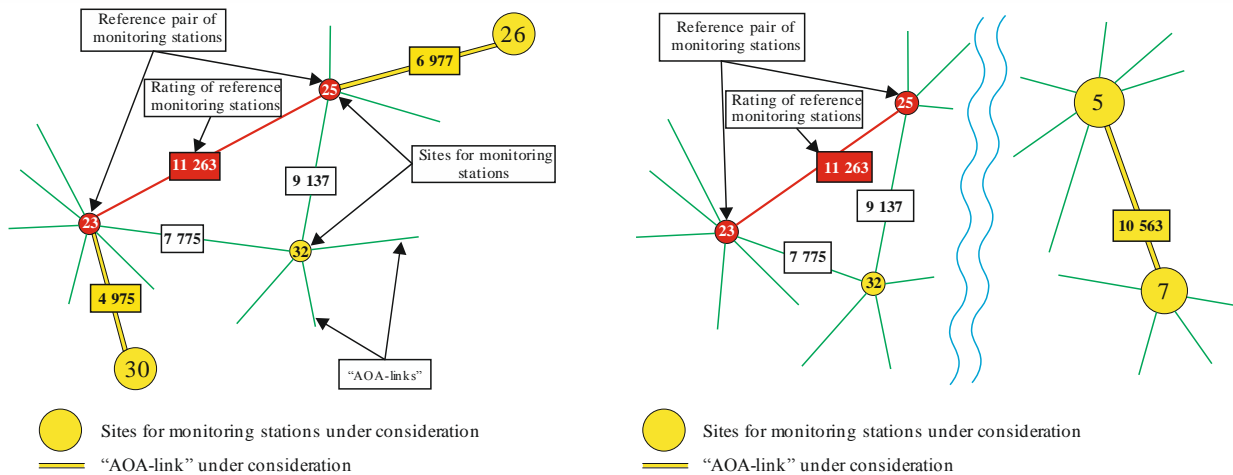 Reference pair of
monitoring stations
26
6 977
Rating of reference
monitoring stations
25
11 263
Sites for monitoring
stations
9 137
23
7 775
32
4 975
30
“AOA-links”
Sites for monitoring stations under consideration
“AOA-link” under consideration
Reference pair of
monitoring stations
25
5
Rating of reference
monitoring stations
11 263
9 137
23
10 563
7 775
32
7
Sites for monitoring stations under consideration
“AOA-link” under consideration